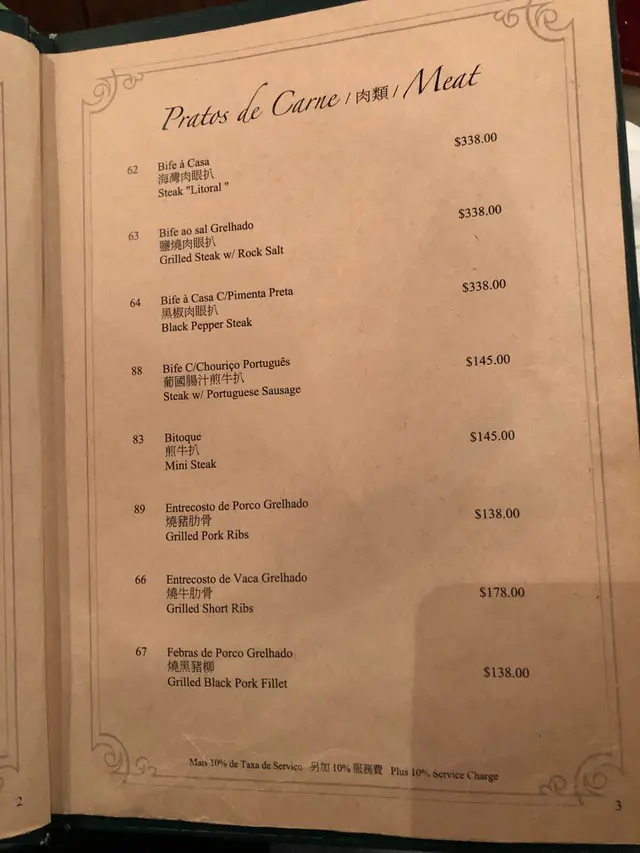 Pratos de Carne / 肉類 / Meat
62 Bife à Casa $338.00
海灣肉眼扒
Steak "Litoral "
63 Bife ao sal Grelhado $338.00
鹽燒肉眼扒
Grilled Steak w/ Rock Salt
64 Bife à Casa C/Pimenta Preta $338.00
黑椒肉眼扒
Black Pepper Steak
88 Bife C/Chouriço Português $145.00
葡國腸汁煎牛扒
Steak w/ Portuguese Sausage
83 Bitoque $145.00
煎牛扒
Mini Steak
89 Entrecosto de Porco Grelhado $138.00
燒豬肋骨
Grilled Pork Ribs
66 Entrecosto de Vaca Grelhado $178.00
燒牛肋骨
Grilled Short Ribs
67 Febras de Porco Grelhado $138.00
燒黑豬柳
Grilled Black Pork Fillet
Mais 10% de Taxa de Serviço 另加 10% 服務費 Plus 10% Service Charge
2
3